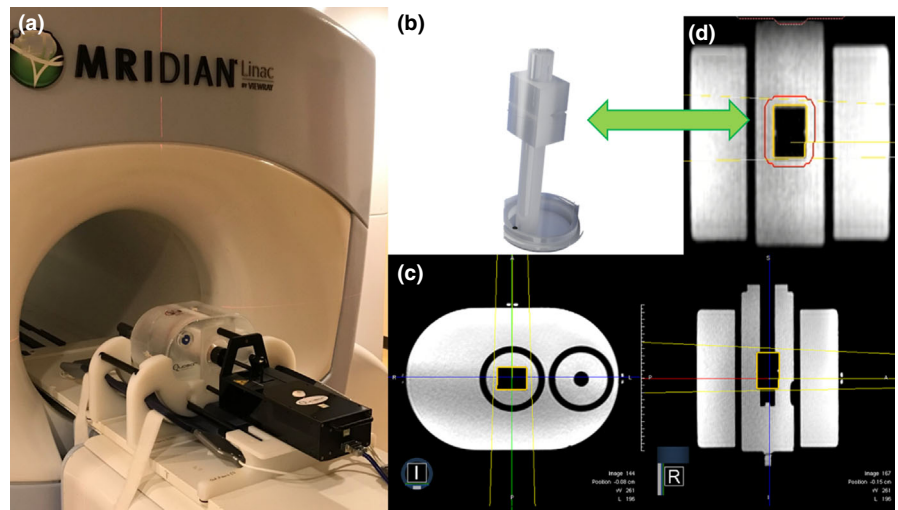 (a)
MRIDIAN Linac
BY VIEWRAY
(b)
(d)
(c)
A
R
L
P
I
Image 144
Position -0.08 cm
W 261
L 195
S
P
A
I
R
Image 167
Position -0.15 cm
W 261
L 195